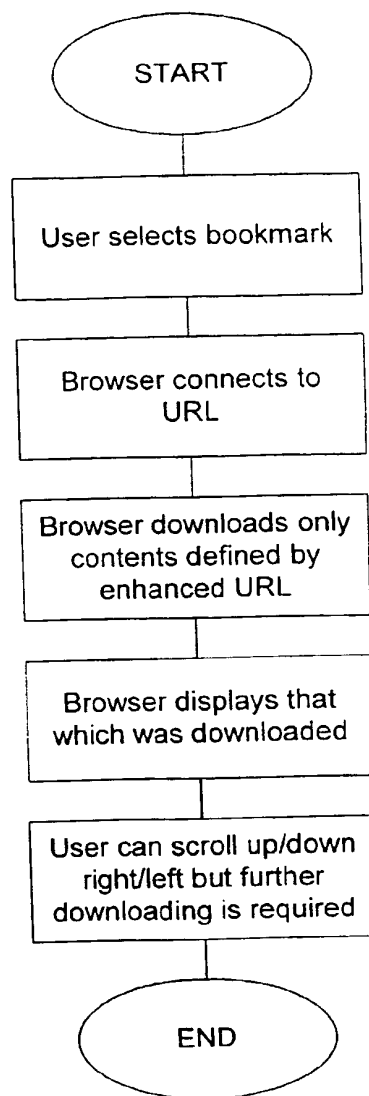 START
User selects bookmark
Browser connects to
URL
Browser downloads only
contents defined by
enhanced URL
Browser displays that
which was downloaded
User can scroll up/down
right/left but further
downloading is required
END